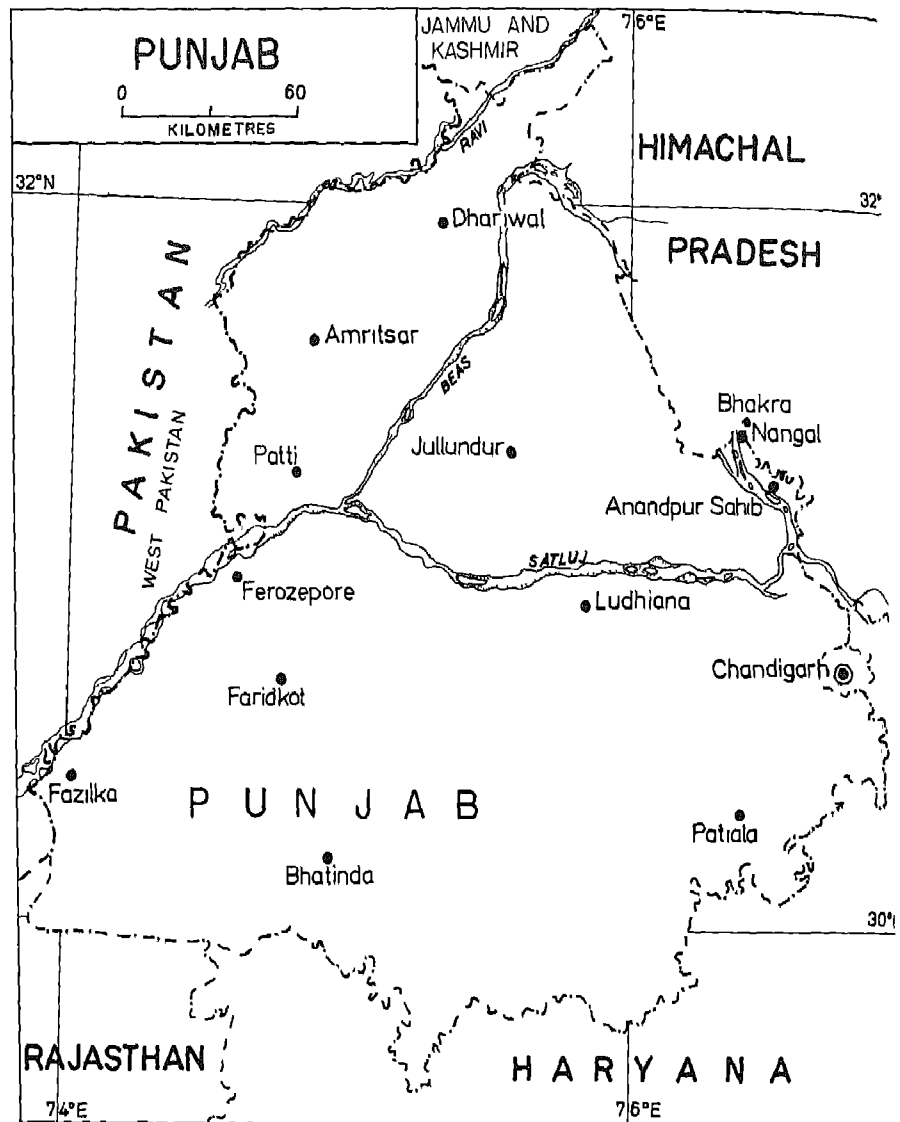 PUNJAB
0 60
KILOMETRES
JAMMU AND
KASHMIR
76°E
RAVI
HIMACHAL
32°N
32°
Dhariwal
PRADESH
PAKISTAN
WEST PAKISTAN
Amritsar
BEAS
Bhakra
Nangal
Jullundur
Patti
Anandpur Sahib
SATLUJ
Ferozepore
Ludhiana
Chandigarh
Faridkot
Fazilka
PUNJAB
Patiala
Bhatinda
30°
RAJASTHAN
HARYANA
74°E
76°E